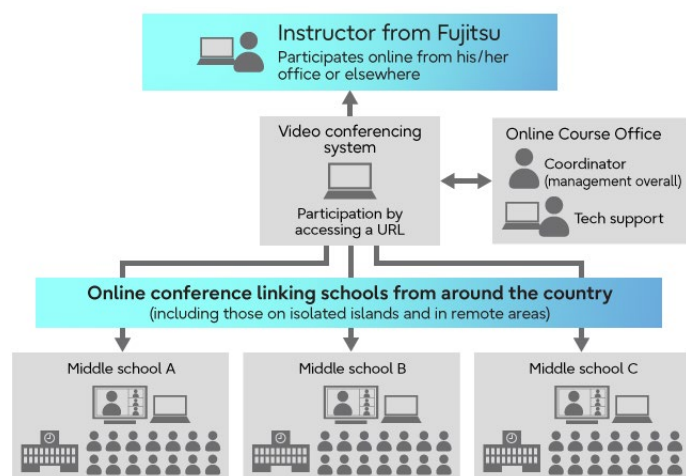 Instructor from Fujitsu
Participates online from his/her
office or elsewhere
Video conferencing
system
Participation by
accessing a URL
Online Course Office
Coordinator
(management overall)
Tech support
Online conference linking schools from around the country
(including those on isolated islands and in remote areas)
Middle school A
Middle school B
Middle school C